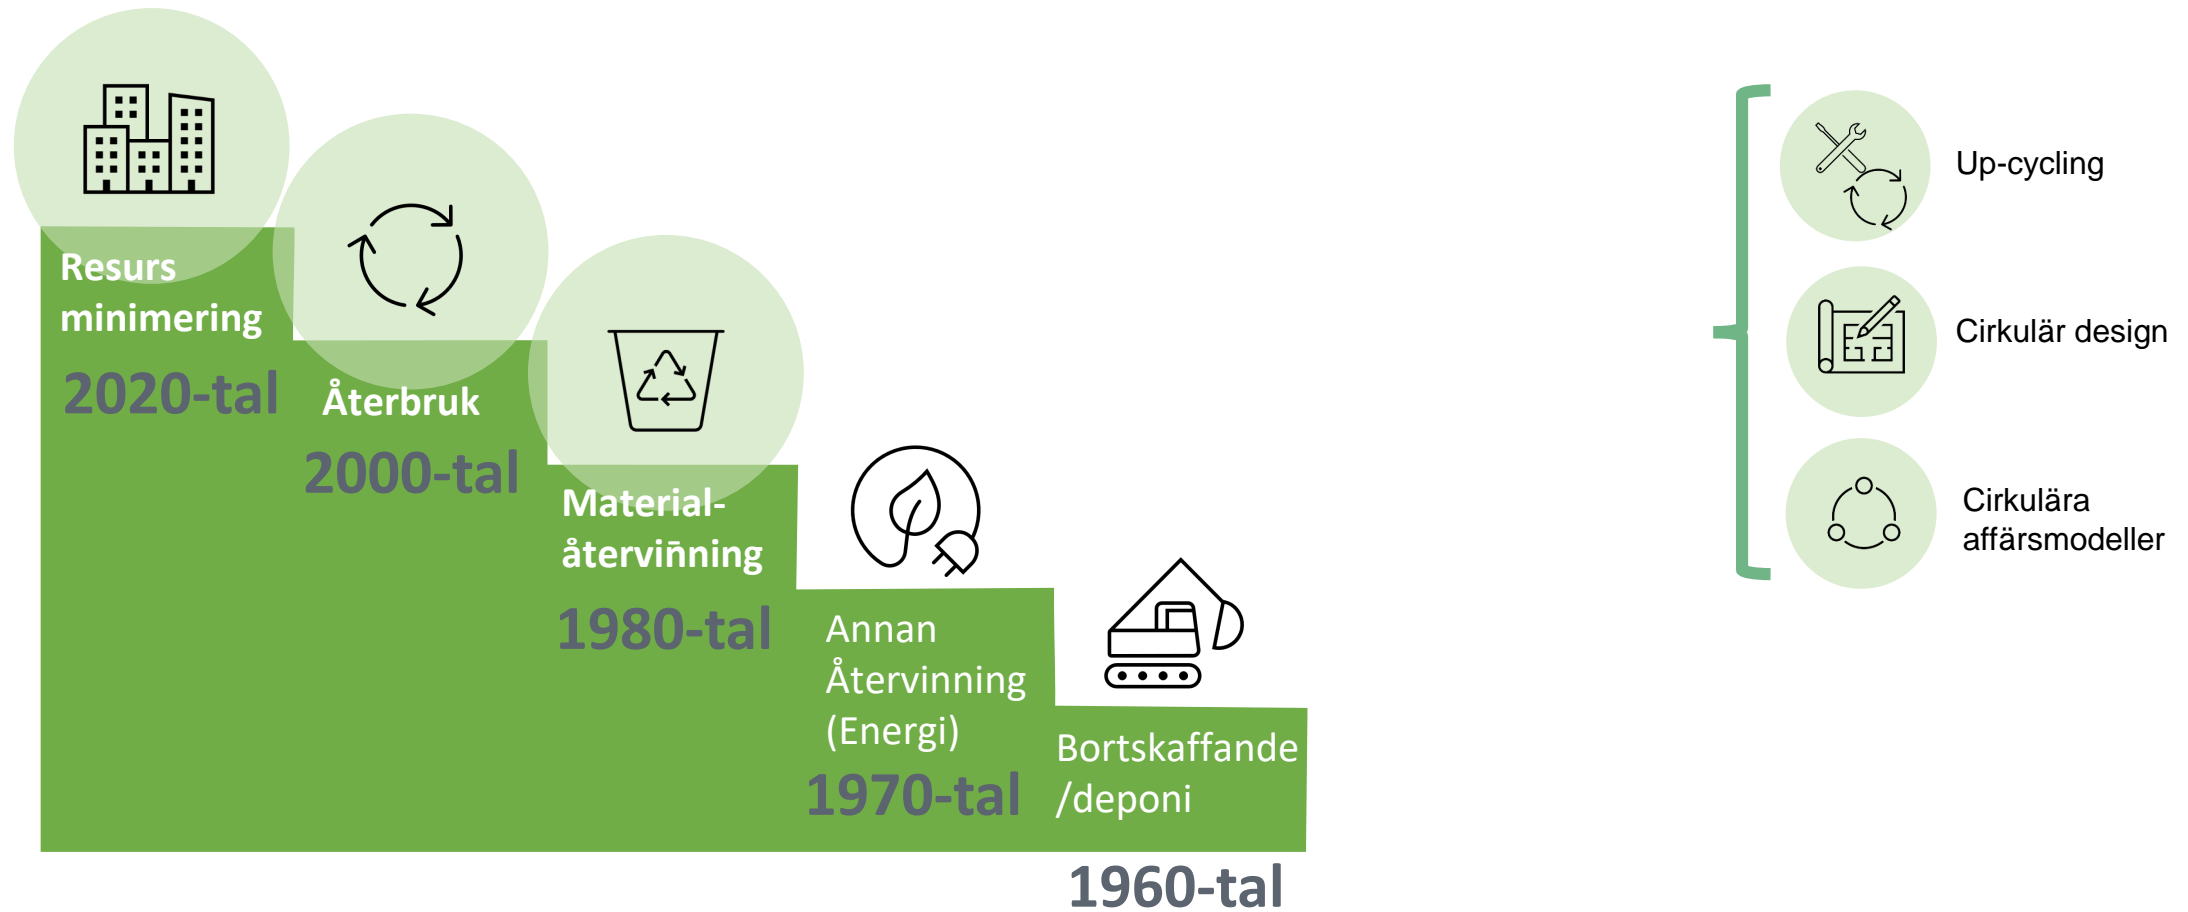 Resurs
minimering
2020-tal
Återbruk
2000-tal
Material-
återvinning
1980-tal
Annan
Återvinning
(Energi)
1970-tal
Bortskaffande
/deponi
1960-tal
Up-cycling
Cirkulär design
Cirkulära
affärsmodeller